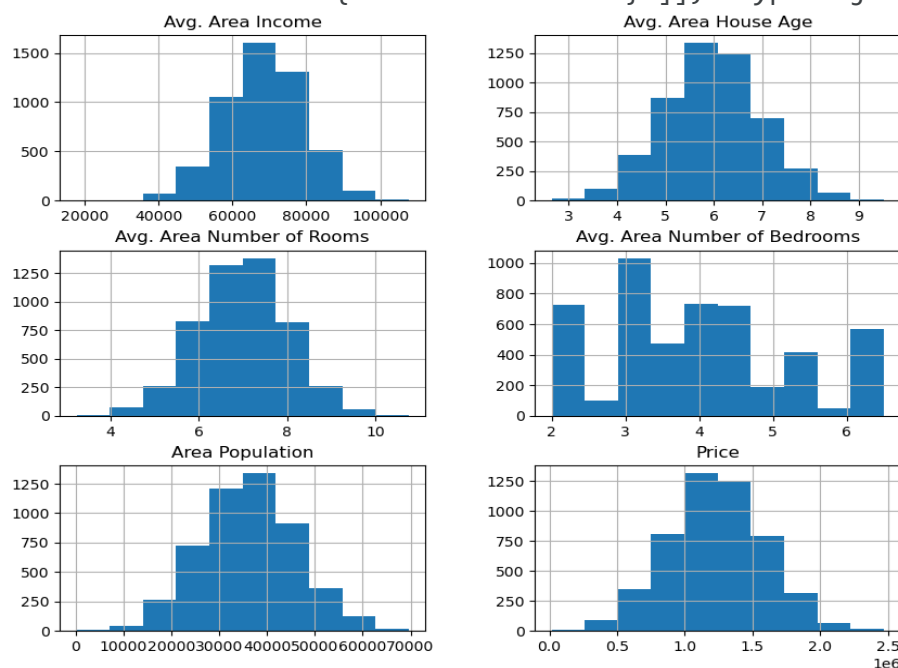 Avg. Area Income
Avg. Area House Age
1500
1000
500
0
20000 40000 60000 80000 100000
1250
1000
750
500
250
0
3 4 5 6 7 8 9
Avg. Area Number of Rooms
Avg. Area Number of Bedrooms
1250
1000
750
500
250
0
4 6 8 10
1000
800
600
400
200
0
2 3 4 5 6
Area Population
Price
1250
1000
750
500
250
0
0 10000 20000 30000 40000 50000 60000 70000
1250
1000
750
500
250
0
0.0 0.5 1.0 1.5 2.0 2.5
1e6